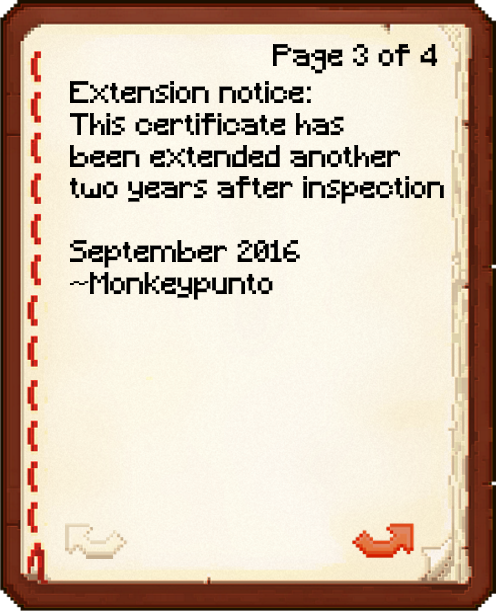 Page 3 of 4
Extension notice:
This certificate has
been extended another
two years after inspection
September 2016
~Monkeypunto